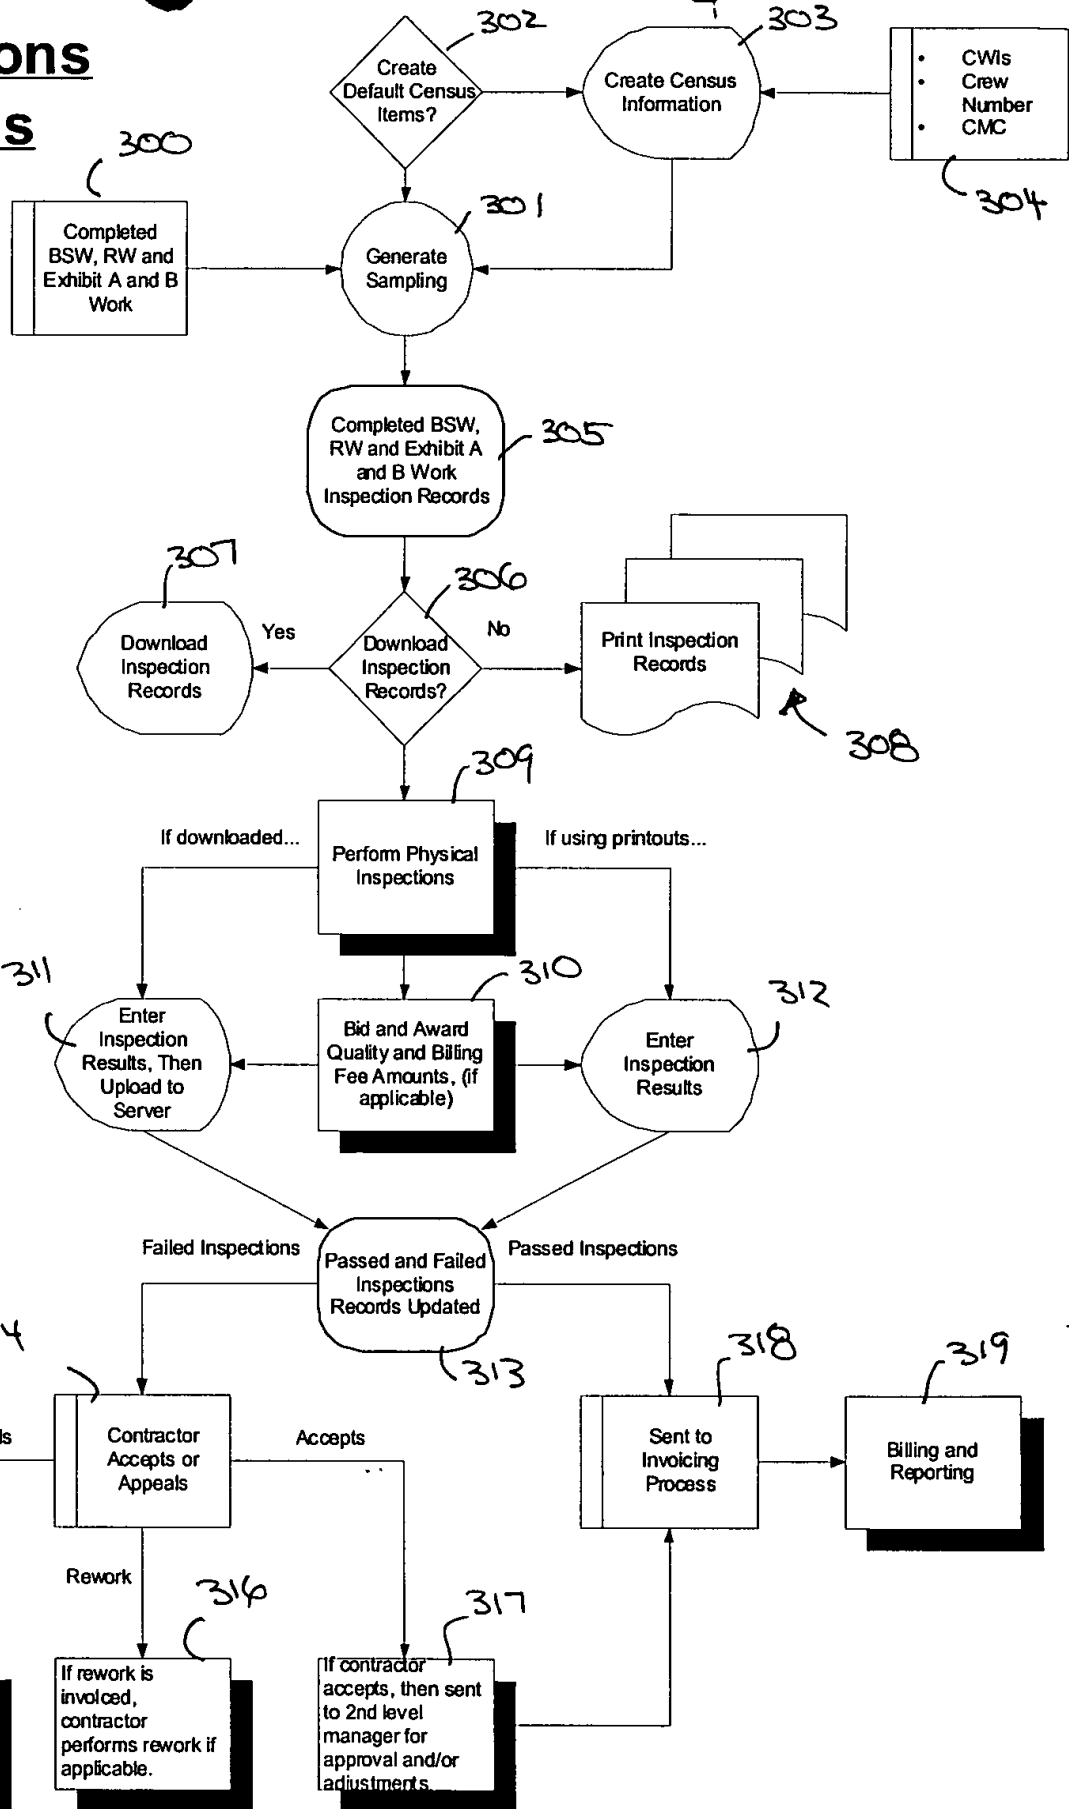 302
303
Create
Default Census
Items?
Create Census
Information
• CWIs
• Crew
Number
• CMC
304
300
301
Completed
BSW, RW and
Exhibit A and B
Work
Generate
Sampling
Completed BSW,
RW and Exhibit A
and B Work
Inspection Records
305
307
306
Yes
No
Download
Inspection
Records
Download
Inspection
Records?
Print Inspection
Records
308
309
If downloaded...
If using printouts...
Perform Physical
Inspections
311
310
312
Enter
Inspection
Results, Then
Upload to
Server
Bid and Award
Quality and Billing
Fee Amounts, (if
applicable)
Enter
Inspection
Results
Failed Inspections
Passed Inspections
Passed and Failed
Inspections
Records Updated
313
318
319
Contractor
Accepts or
Appeals
Accepts
Sent to
Invoicing
Process
Billing and
Reporting
Rework
316
317
If rework is
invoiced,
contractor
performs rework if
applicable.
If contractor
accepts, then sent
to 2nd level
manager for
approval and/or
adjustments.